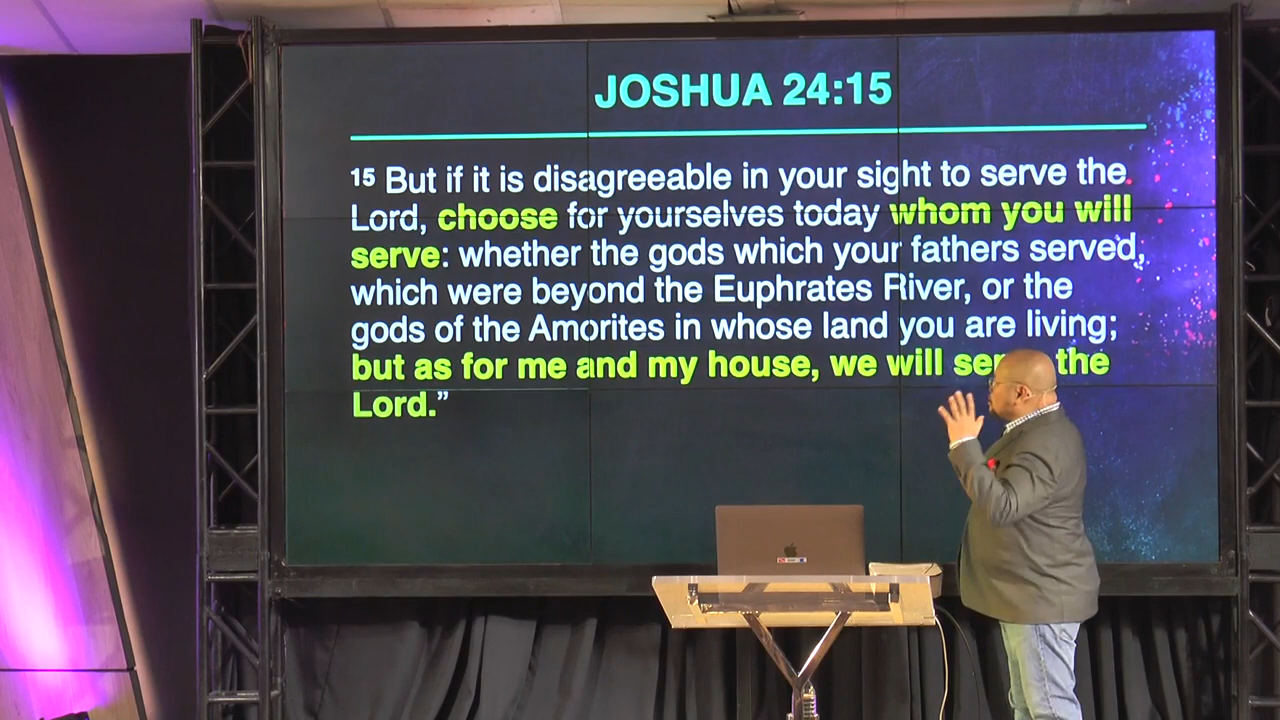 JOSHUA 24:15
15 But if it is disagreeable in your sight to serve the
Lord, choose for yourselves today whom you will
serve: whether the gods which your fathers served,
which were beyond the Euphrates River, or the
gods of the Amorites in whose land you are living;
but as for me and my house, we will the
Lord.”